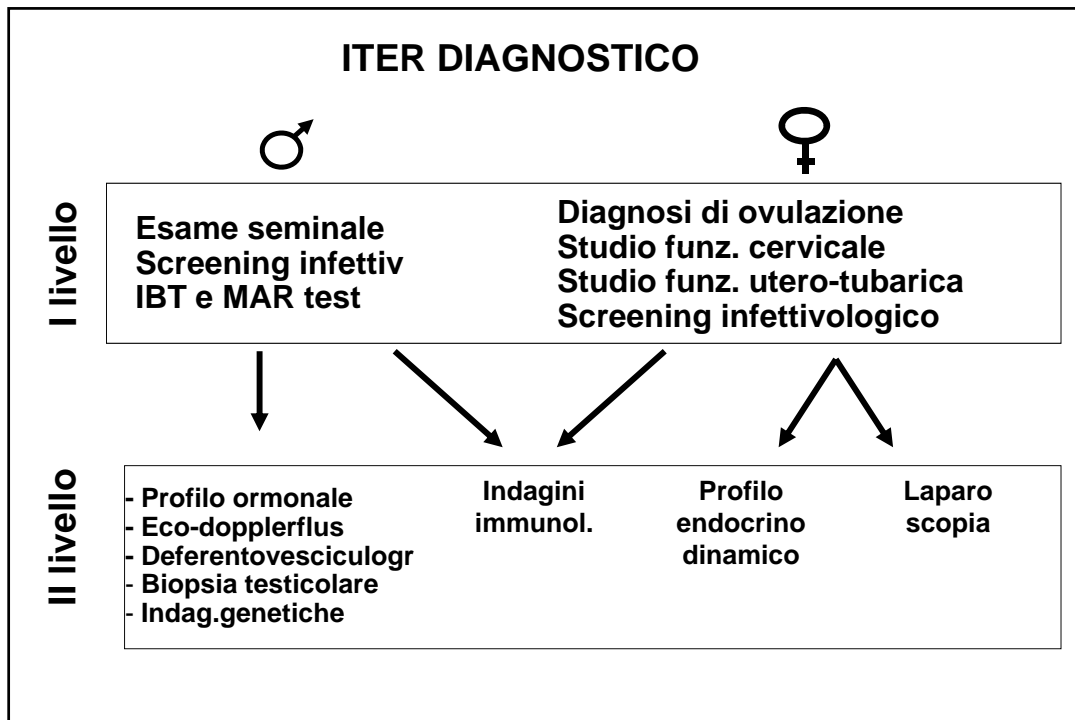 ITER DIAGNOSTICO
I livello
Esame seminale
Screening infettiv
IBT e MAR test
Diagnosi di ovulazione
Studio funz. cervicale
Studio funz. utero-tubarica
Screening infettivologico
II livello
- Profilo ormonale
- Eco-dopplerflus
- Deferentovesciculogr
- Biopsia testicolare
- Indag.genetiche
Indagini
immunol.
Profilo
endocrino
dinamico
Laparo
scopia